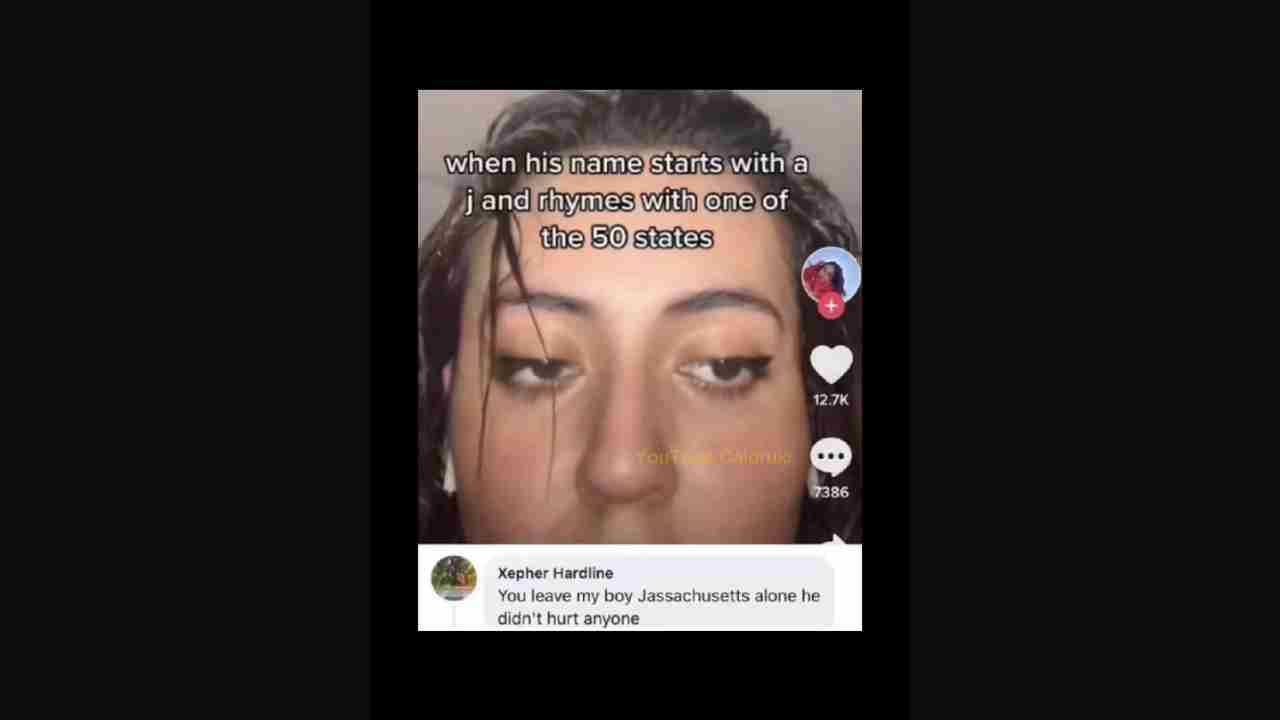 when his name starts with a
j and rhymes with one of
the 50 states
12.7K
7386
Xepher Hardline
You leave my boy Jassachusetts alone he
didn't hurt anyone